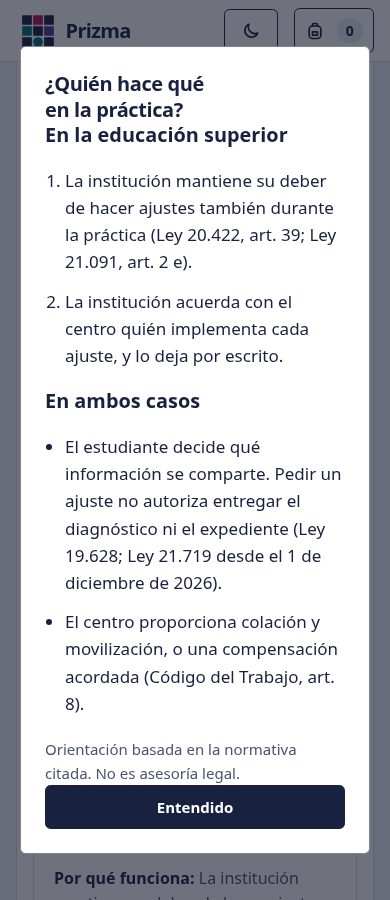 Prizma
0
¿Quién hace qué
en la práctica?
En la educación superior
1. La institución mantiene su deber
de hacer ajustes también durante
la práctica (Ley 20.422, art. 39; Ley
21.091, art. 2 e).
2. La institución acuerda con el
centro quién implementa cada
ajuste, y lo deja por escrito.
En ambos casos
• El estudiante decide qué
información se comparte. Pedir un
ajuste no autoriza entregar el
diagnóstico ni el expediente (Ley
19.628; Ley 21.719 desde el 1 de
diciembre de 2026).
• El centro proporciona colación y
movilización, o una compensación
acordada (Código del Trabajo, art.
8).
Orientación basada en la normativa
citada. No es asesoría legal.
Entendido
Por qué funciona: La institución